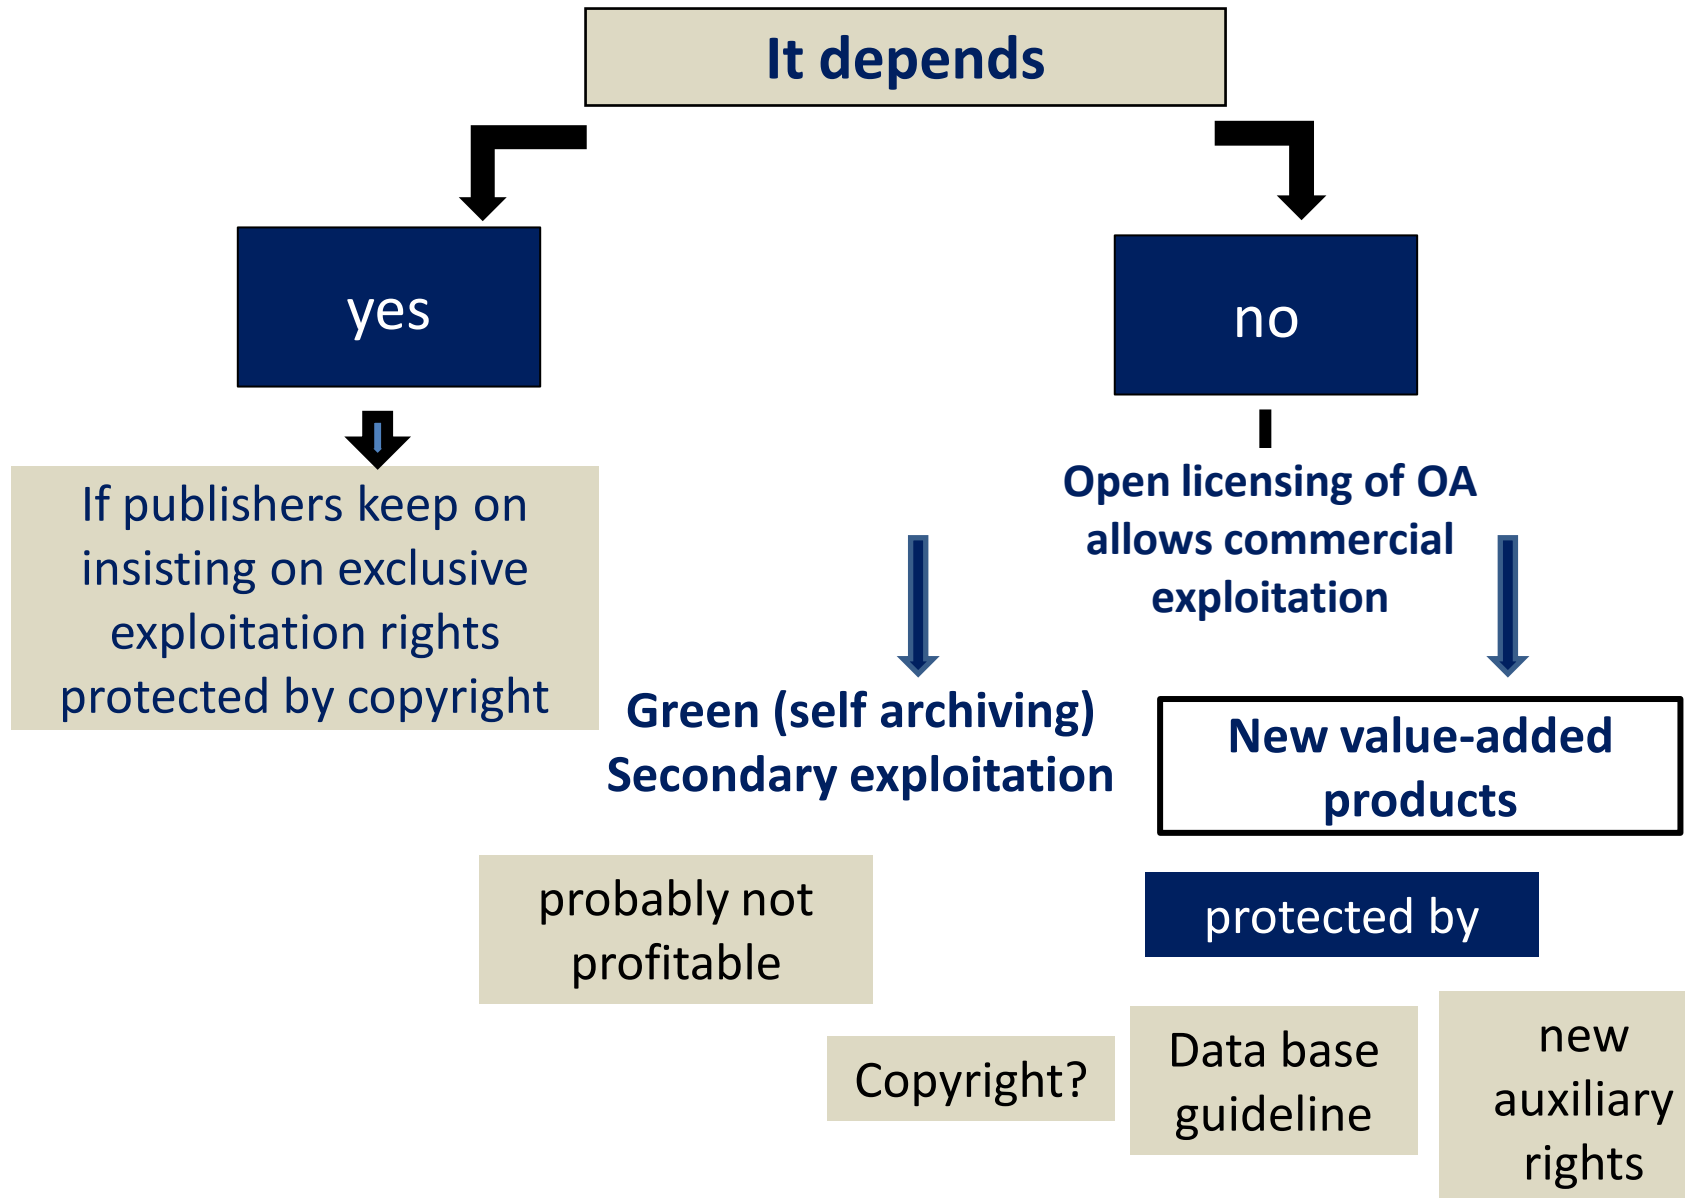 It depends
yes
no
If publishers keep on
insisting on exclusive
exploitation rights
protected by copyright
Open licensing of OA
allows commercial
exploitation
Green (self archiving)
Secondary exploitation
New value-added
products
probably not
profitable
protected by
Copyright?
Data base
guideline
new
auxiliary
rights